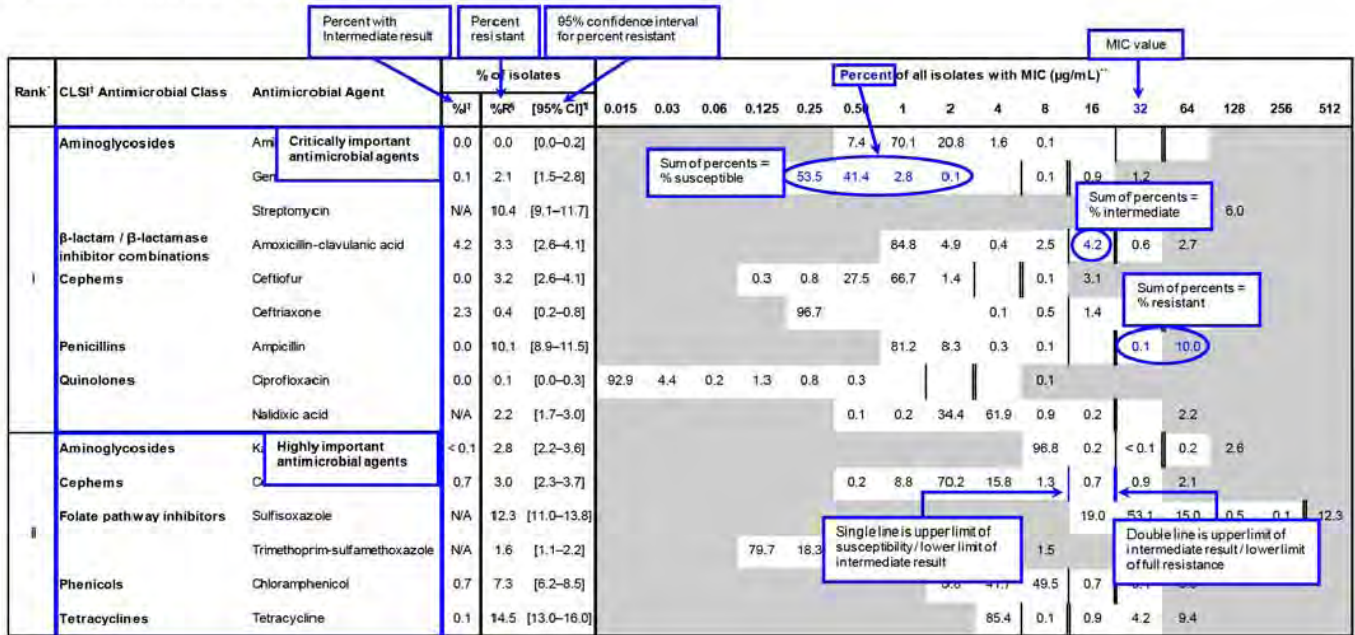 Percent with
Intermediate result
Percent
resistant
95% confidence interval
for percent resistant
MIC value
Rank* CLSI† Antimicrobial Class Antimicrobial Agent % of isolates Percent of all isolates with MIC (µg/mL)**
%I‡ %R§ [95% CI]¶ 0.015 0.03 0.06 0.125 0.25 0.50 1 2 4 8 16 32 64 128 256 512
I
Aminoglycosides 0.0 0.0 [0.0–0.2] 7.4 70.1 20.8 1.6 0.1
Critically important
antimicrobial agents
Sum of percents =
% susceptible
0.1 2.1 [1.5–2.8] 53.5 41.4 2.8 0.1 0.1 0.9 1.2
Streptomycin N/A 10.4 [9.1–11.7] 6.0
Sum of percents =
% intermediate
β-lactam / β-lactamase
inhibitor combinations
Amoxicillin-clavulanic acid 4.2 3.3 [2.6–4.1] 84.8 4.9 0.4 2.5 4.2 0.6 2.7
Cephems Ceftiofur 0.0 3.2 [2.6–4.1] 0.3 0.8 27.5 66.7 1.4 0.1 3.1
Sum of percents =
% resistant
Ceftriaxone 2.3 0.4 [0.2–0.8] 96.7 0.1 0.5 1.4
Penicillins Ampicillin 0.0 10.1 [8.9–11.5] 81.2 8.3 0.3 0.1 0.1 10.0
Quinolones Ciprofloxacin 0.0 0.1 [0.0–0.3] 92.9 4.4 0.2 1.3 0.8 0.3 0.1
Nalidixic acid N/A 2.2 [1.7–3.0] 0.1 0.2 34.4 61.9 0.9 0.2 2.2
II
Aminoglycosides < 0.1 2.8 [2.2–3.6] 96.8 0.2 < 0.1 0.2 2.6
Highly important
antimicrobial agents
Cephems 0.7 3.0 [2.3–3.7] 0.2 8.8 70.2 15.8 1.3 0.7 0.9 2.1
Folate pathway inhibitors Sulfisoxazole N/A 12.3 [11.0–13.8] 19.0 53.1 15.0 0.5 0.1 12.3
Single line is upper limit of
susceptibility / lower limit of
intermediate result
Double line is upper limit of
intermediate result / lower limit
of full resistance
Trimethoprim-sulfamethoxazole N/A 1.6 [1.1–2.2] 79.7 18.3 1.5
Phenicols Chloramphenicol 0.7 7.3 [6.2–8.5] 49.5 0.7
Tetracyclines Tetracycline 0.1 14.5 [13.0–16.0] 85.4 0.1 0.9 4.2 9.4